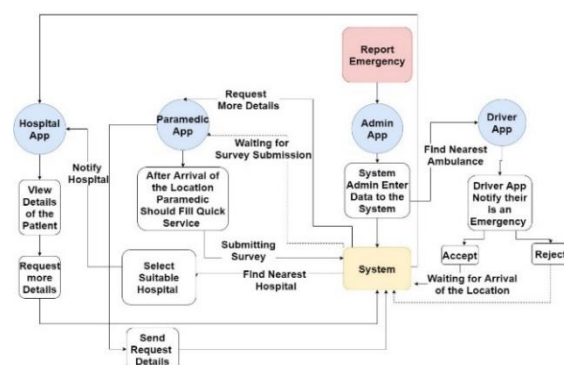 Report
Emergency
Request
More Details
Hospital
App
Paramedic
App
Admin
App
Driver
App
Waiting for
Survey Submission
Find Nearest
Ambulance
Notify
Hospital
View
Details
of the
Patient
After Arrival of
the Location
Paramedic
Should Fill Quick
Service
System
Admin Enter
Data to the
System
Driver App
Notify their
is an
Emergency
Submitting
Survey
Accept
Reject
Request
more
Details
Select
Suitable
Hospital
Find Nearest
Hospital
System
Waiting for Arrival
of the Location
Send
Request
Details